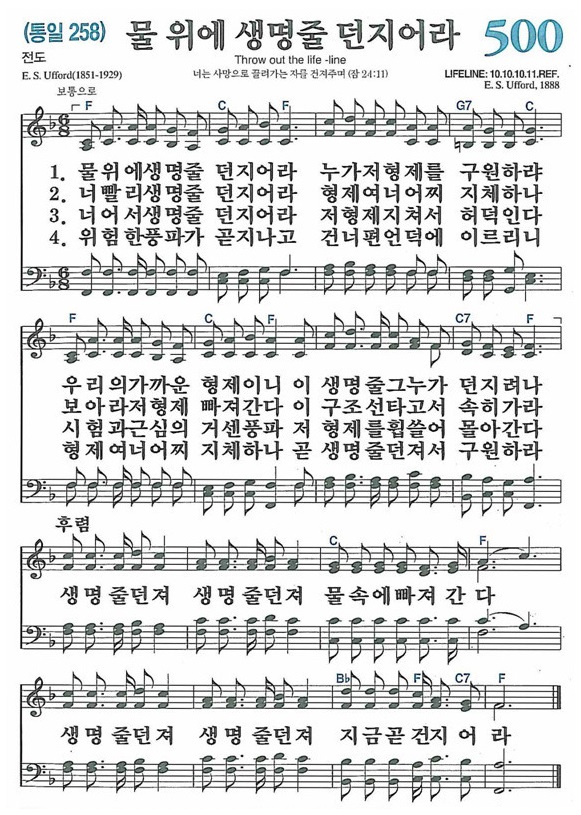 (통일 258) 물 위에 생명줄 던지어라 500
전도
Throw out the life -line
E. S. Ufford(1851-1929)
너는 사망으로 끌려가는 자를 건져주며 (잠 24:11)
LIFELINE: 10.10.10.11.REF.
E. S. Ufford, 1888
보통으로
F C F G7 C
1. 물위에생명줄 던지어라 누가저형제를 구원하랴
2. 너빨리생명줄 던지어라 형제여너어찌 지체하나
3. 너어서생명줄 던지어라 저형제지쳐서 허덕인다
4. 위험한풍파가 곧지나고 건너편언덕에 이르리니
F C F C7 F
우리의가까운 형제이니 이 생명줄그누가 던지려나
보아라저형제 빠져간다 이 구조선타고서 속히가라
시험과근심의 거센풍파 저 형제를휩쓸어 몰아간다
형제여너어찌 지체하나 곧 생명줄던져서 구원하라
후렴
C F
생명줄던져 생명줄던져 물속에빠져간다
B♭ F C7 F
생명줄던져 생명줄던져 지금곧건지어라